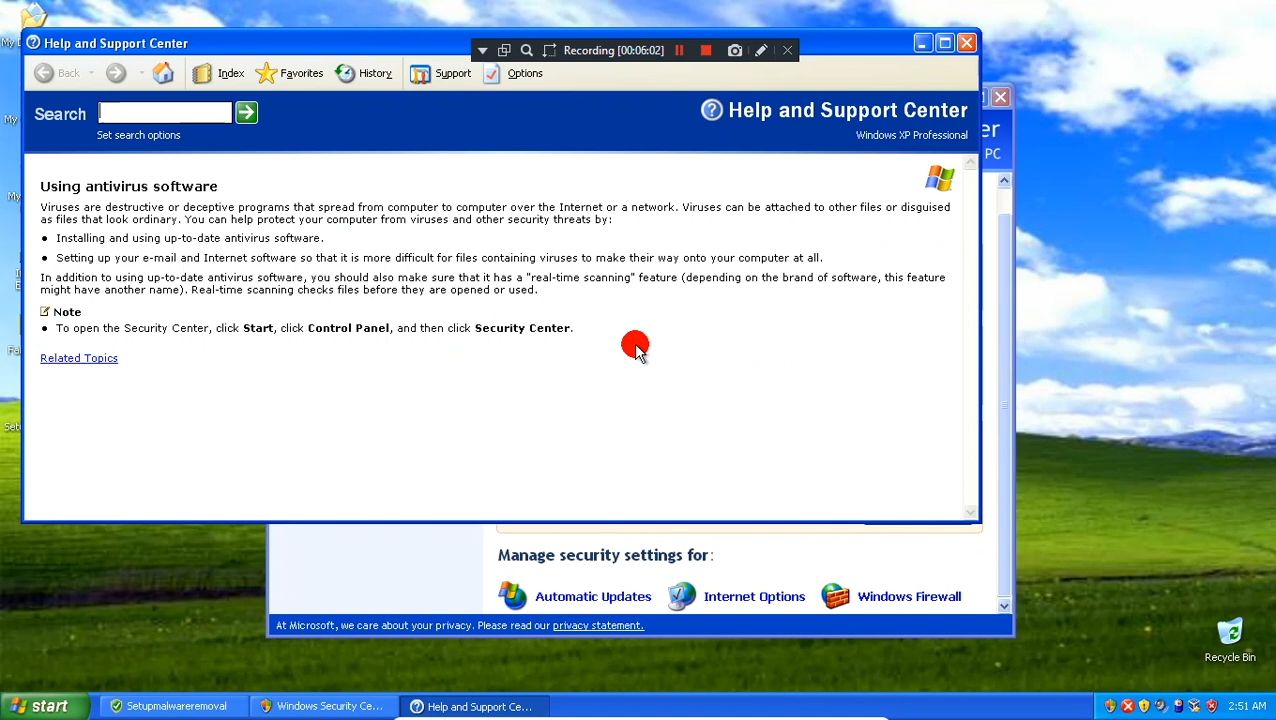 Help and Support Center
Recording [00:06:02]
Back
Index
Favorites
History
Support
Options
Search
Set search options
Help and Support Center
Windows XP Professional
er
PC
Using antivirus software
Viruses are destructive or deceptive programs that spread from computer to computer over the Internet or a network. Viruses can be attached to other files or disguised
as files that look ordinary. You can help protect your computer from viruses and other security threats by:
• Installing and using up-to-date antivirus software.
• Setting up your e-mail and Internet software so that it is more difficult for files containing viruses to make their way onto your computer at all.
In addition to using up-to-date antivirus software, you should also make sure that it has a "real-time scanning" feature (depending on the brand of software, this feature
might have another name). Real-time scanning checks files before they are opened or used.
Note
• To open the Security Center, click Start, click Control Panel, and then click Security Center.
Related Topics
Manage security settings for:
Automatic Updates
Internet Options
Windows Firewall
At Microsoft, we care about your privacy. Please read our privacy statement.
Recycle Bin
start
Setupmalwareremoval
Windows Security Ce...
Help and Support Ce...
2:51 AM